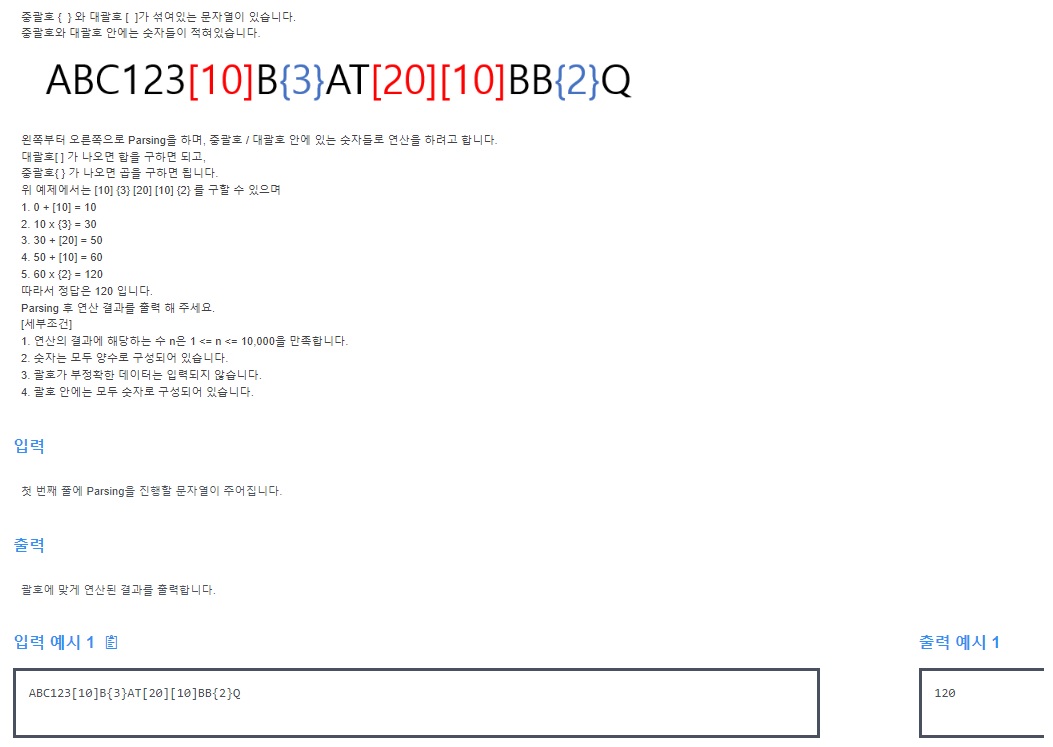 중괄호 { } 와 대괄호 [ ]가 섞여있는 문자열이 있습니다.
중괄호와 대괄호 안에는 숫자들이 적혀있습니다.
ABC123[10]B{3}AT[20][10]BB{2}Q
왼쪽부터 오른쪽으로 Parsing을 하며, 중괄호 / 대괄호 안에 있는 숫자들로 연산을 하려고 합니다.
대괄호[ ] 가 나오면 합을 구하면 되고,
중괄호{ } 가 나오면 곱을 구하면 됩니다.
위 예제에서는 [10] {3} [20] [10] {2} 를 구할 수 있으며
1. 0 + [10] = 10
2. 10 x {3} = 30
3. 30 + [20] = 50
4. 50 + [10] = 60
5. 60 x {2} = 120
따라서 정답은 120 입니다.
Parsing 후 연산 결과를 출력 해 주세요.
[세부조건]
1. 연산의 결과에 해당하는 수 n은 1 <= n <= 10,000을 만족합니다.
2. 숫자는 모두 양수로 구성되어 있습니다.
3. 괄호가 부정확한 데이터는 입력되지 않습니다.
4. 괄호 안에는 모두 숫자로 구성되어 있습니다.
입력
첫 번째 줄에 Parsing을 진행할 문자열이 주어집니다.
출력
괄호에 맞게 연산된 결과를 출력합니다.
입력 예시 1
ABC123[10]B{3}AT[20][10]BB{2}Q
출력 예시 1
120